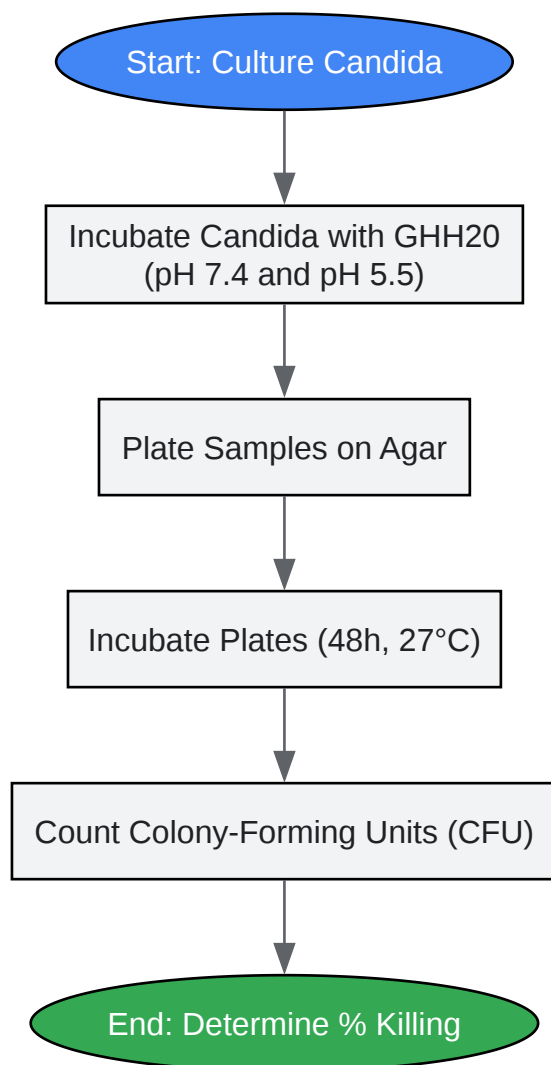 Start: Culture Candida
Incubate Candida with GHH20
(pH 7.4 and pH 5.5)
Plate Samples on Agar
Incubate Plates (48h, 27°C)
Count Colony-Forming Units (CFU)
End: Determine % Killing